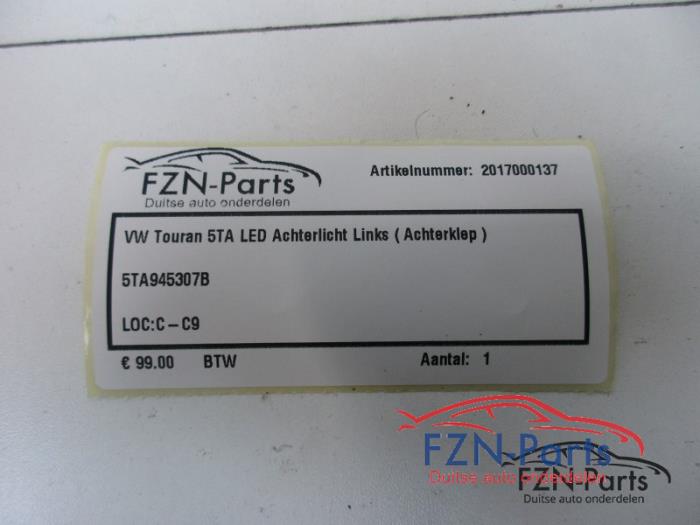 FZN-Parts
Duitse auto onderdelen
Artikelnummer: 2017000137
VW Touran 5TA LED Achterlicht Links ( Achterklep )
5TA945307B
LOC:C – C9
€ 99.00 BTW Aantal: 1
FZN-Parts
Duitse auto onderdelen
FZN-Parts
Duitse auto onderdelen